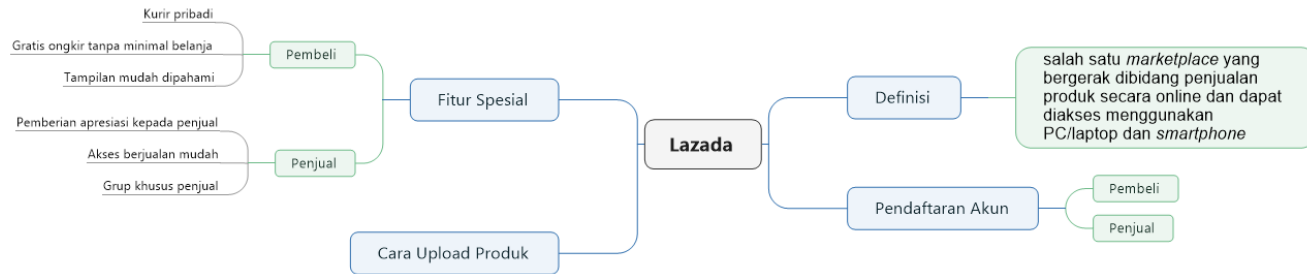 Lazada
Definisi
salah satu marketplace yang
bergerak dibidang penjualan
produk secara online dan dapat
diakses menggunakan
PC/laptop dan smartphone
Pendaftaran Akun
Pembeli
Penjual
Fitur Spesial
Pembeli
Kurir pribadi
Gratis ongkir tanpa minimal belanja
Tampilan mudah dipahami
Penjual
Pemberian apresiasi kepada penjual
Akses berjualan mudah
Grup khusus penjual
Cara Upload Produk